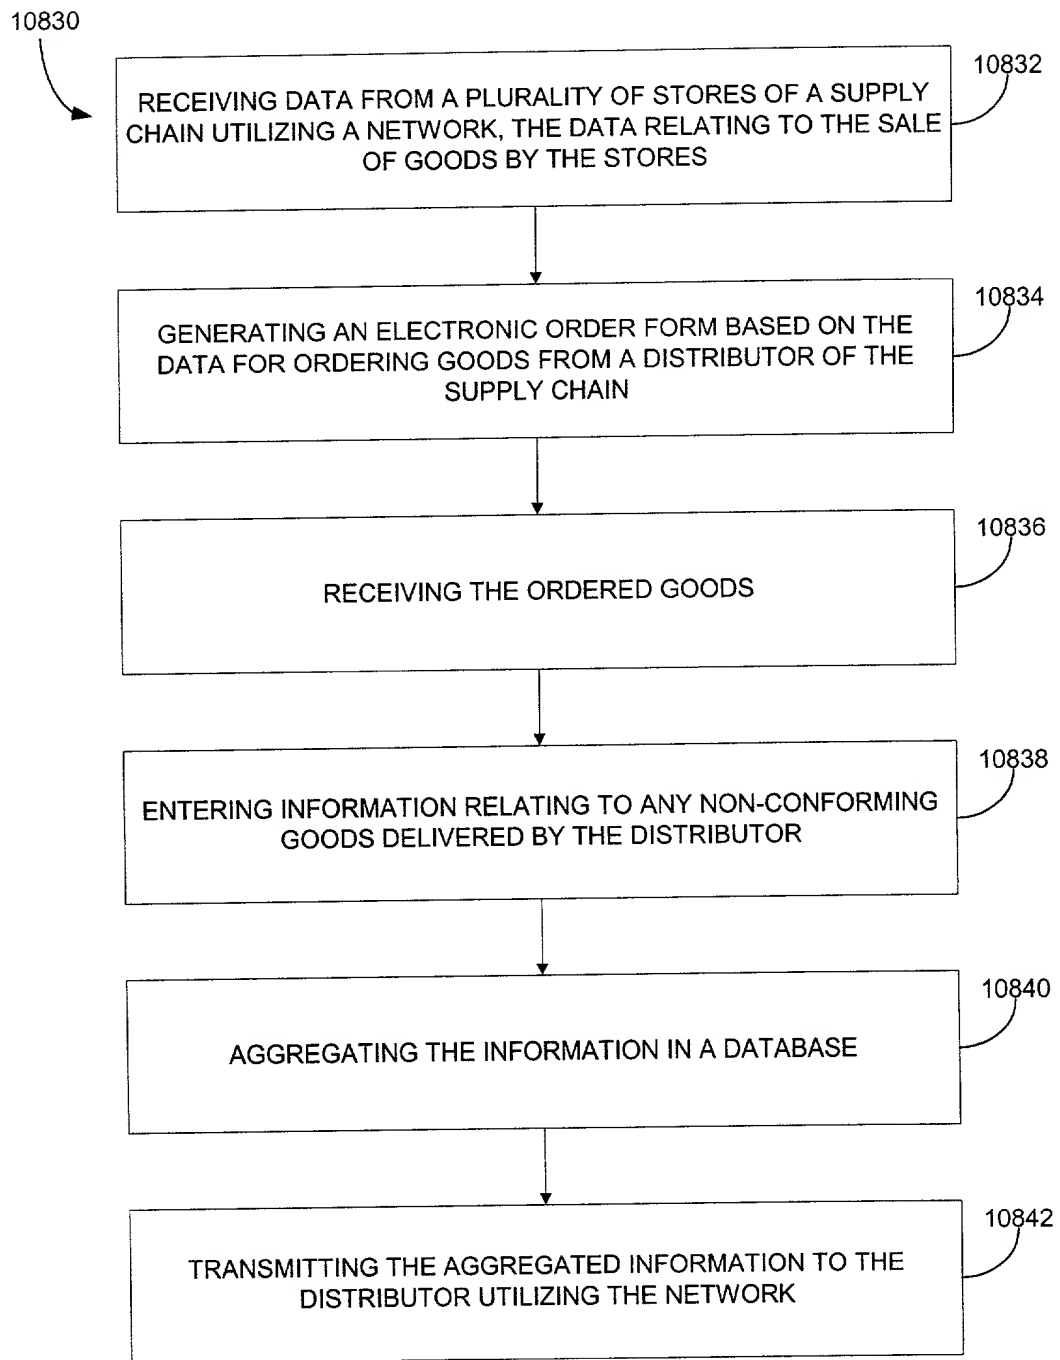 10830
10832
RECEIVING DATA FROM A PLURALITY OF STORES OF A SUPPLY
CHAIN UTILIZING A NETWORK, THE DATA RELATING TO THE SALE
OF GOODS BY THE STORES
10834
GENERATING AN ELECTRONIC ORDER FORM BASED ON THE
DATA FOR ORDERING GOODS FROM A DISTRIBUTOR OF THE
SUPPLY CHAIN
10836
RECEIVING THE ORDERED GOODS
10838
ENTERING INFORMATION RELATING TO ANY NON-CONFORMING
GOODS DELIVERED BY THE DISTRIBUTOR
10840
AGGREGATING THE INFORMATION IN A DATABASE
10842
TRANSMITTING THE AGGREGATED INFORMATION TO THE
DISTRIBUTOR UTILIZING THE NETWORK